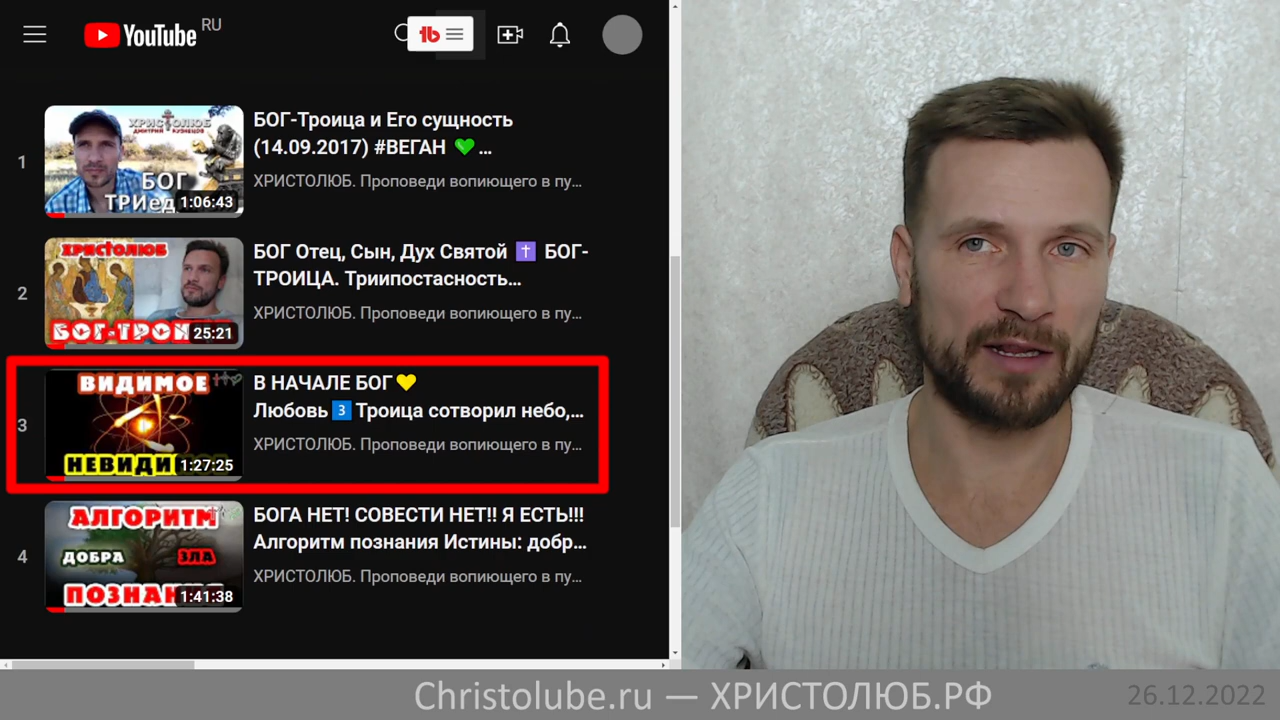 YouTube RU
1
ХРИСТОЛЮБ
ДМИТРИЙ КУЗНЕЦОВ
БОГ
ТРИед
1:06:43
БОГ-Троица и Его сущность
(14.09.2017) #ВЕГАН 💚 ...
ХРИСТОЛЮБ. Проповеди вопиющего в пу...
2
ХРИСТОЛЮБ
БОГ-ТРОИ
25:21
БОГ Отец, Сын, Дух Святой ✝ БОГ-
ТРОИЦА. Триипостасность...
ХРИСТОЛЮБ. Проповеди вопиющего в пу...
3
ВИДИМОЕ
НЕВИДИМОЕ
1:27:25
В НАЧАЛЕ БОГ💛
Любовь 3 Троица сотворил небо,...
ХРИСТОЛЮБ. Проповеди вопиющего в пу...
4
АЛГОРИТМ
ДОБРА ЗЛА
ПОЗНАН
1:41:38
БОГА НЕТ! СОВЕСТИ НЕТ!! Я ЕСТЬ!!!
Алгоритм познания Истины: добр...
ХРИСТОЛЮБ. Проповеди вопиющего в пу...
Christolube.ru — ХРИСТОЛЮБ.РФ
26.12.2022